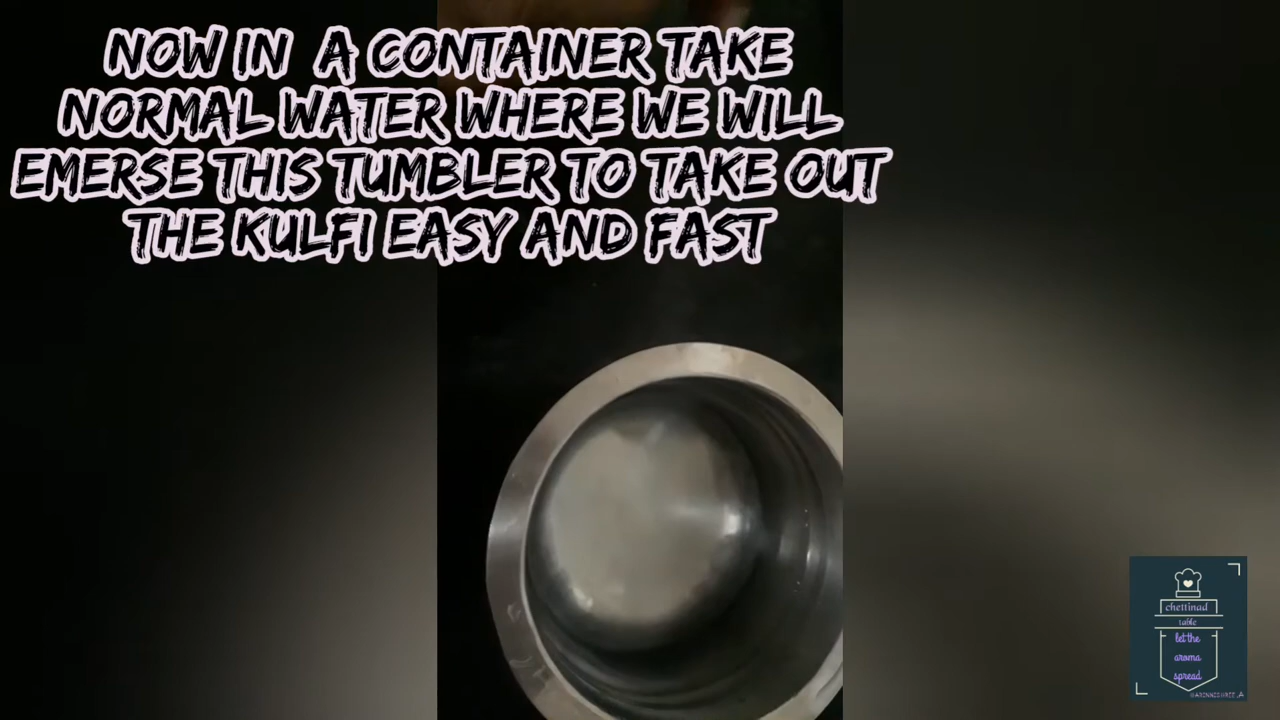 NOW IN A CONTAINER TAKE
NORMAL WATER WHERE WE WILL
EMERSE THIS TUMBLER TO TAKE OUT
THE KULFI EASY AND FAST
chettinad
table
let the
aroma
spread